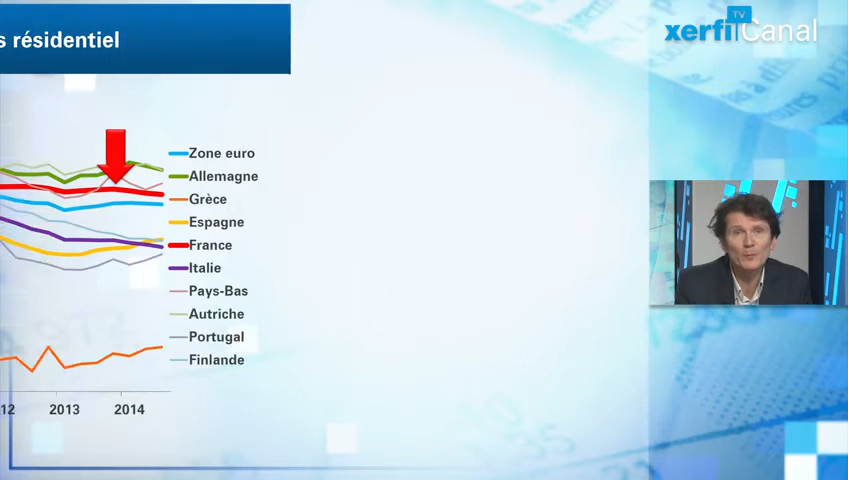 s résidentiel
xerfi TV Canal
Zone euro
Allemagne
Grèce
Espagne
France
Italie
Pays-Bas
Autriche
Portugal
Finlande
12
2013
2014